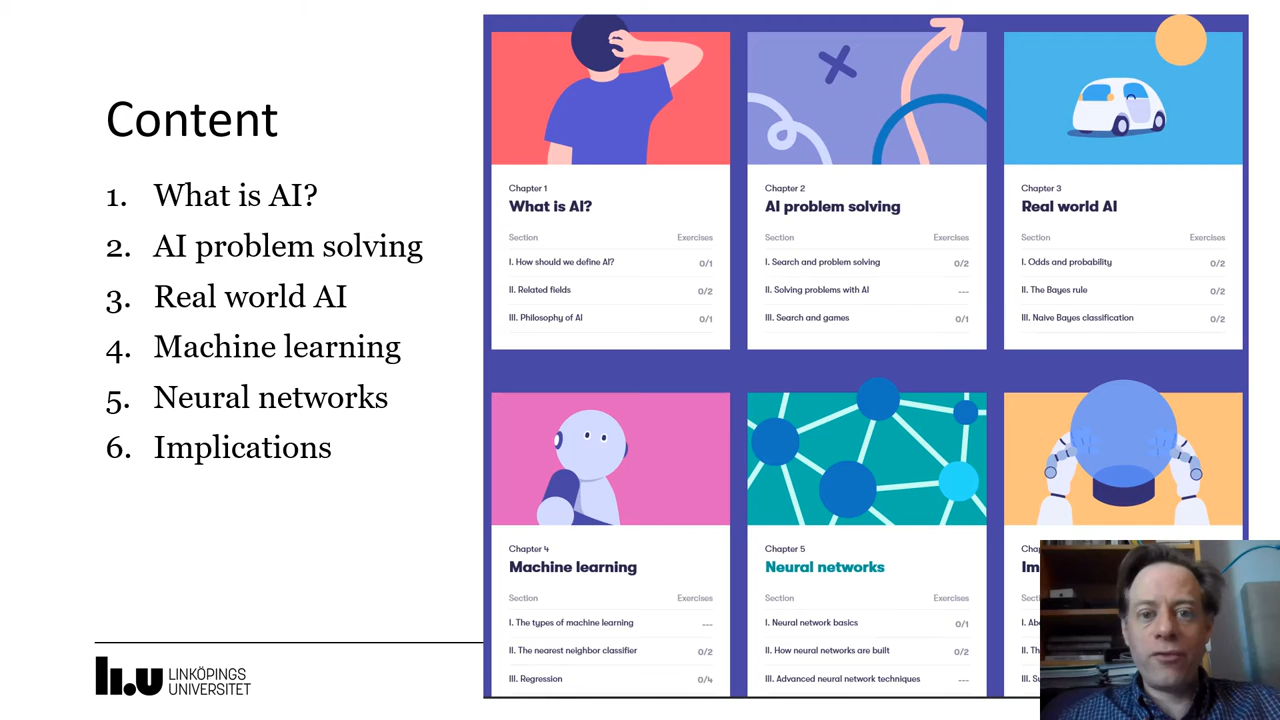 Content
1. What is AI?
2. AI problem solving
3. Real world AI
4. Machine learning
5. Neural networks
6. Implications
LINKÖPINGS
UNIVERSITET
Chapter 1
What is AI?
Section Exercises
I. How should we define AI? 0/1
II. Related fields 0/2
III. Philosophy of AI 0/1
Chapter 2
AI problem solving
Section Exercises
I. Search and problem solving 0/2
II. Solving problems with AI ---
III. Search and games 0/1
Chapter 3
Real world AI
Section Exercises
I. Odds and probability 0/2
II. The Bayes rule 0/2
III. Naive Bayes classification 0/2
Chapter 4
Machine learning
Section Exercises
I. The types of machine learning ---
II. The nearest neighbor classifier 0/2
III. Regression 0/4
Chapter 5
Neural networks
Section Exercises
I. Neural network basics 0/1
II. How neural networks are built 0/2
III. Advanced neural network techniques ---